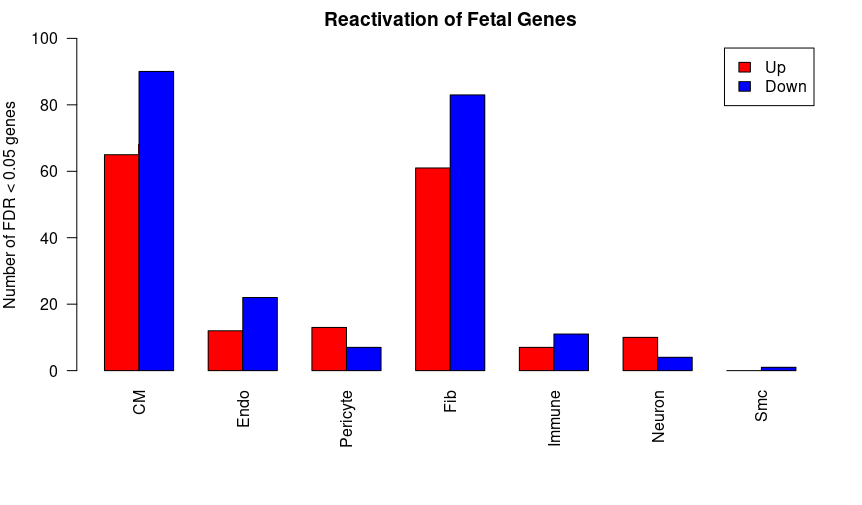 Reactivation of Fetal Genes
Number of FDR < 0.05 genes
100
80
60
40
20
0
Up
Down
CM
Endo
Pericyte
Fib
Immune
Neuron
Smc